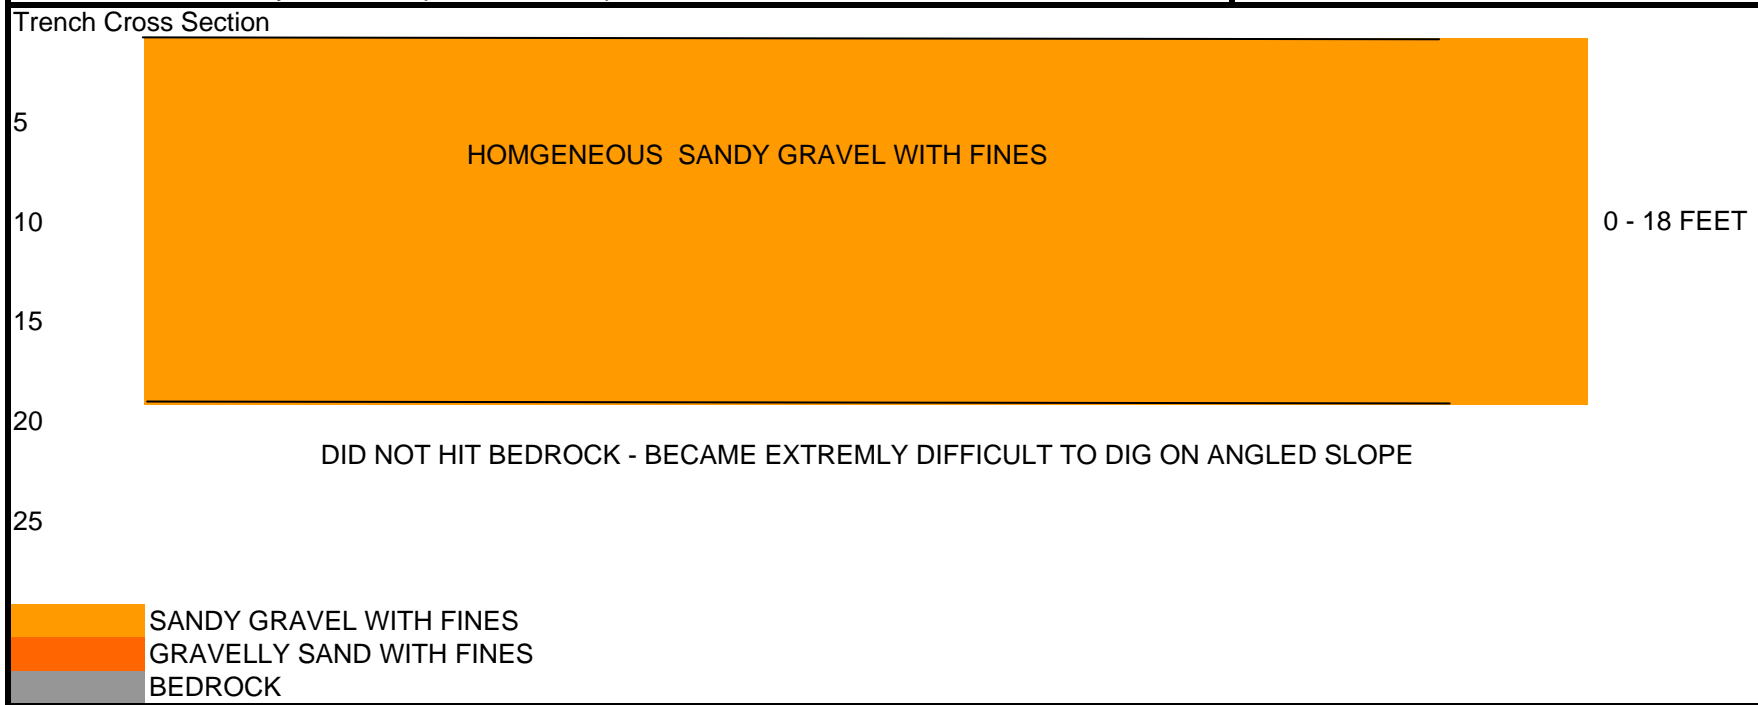 Trench Cross Section
5
HOMGENEOUS  SANDY GRAVEL WITH FINES
10
0 - 18 FEET
15
20
DID NOT HIT BEDROCK - BECAME EXTREMLY DIFFICULT TO DIG ON ANGLED SLOPE
25
SANDY GRAVEL WITH FINES
GRAVELLY SAND WITH FINES
BEDROCK